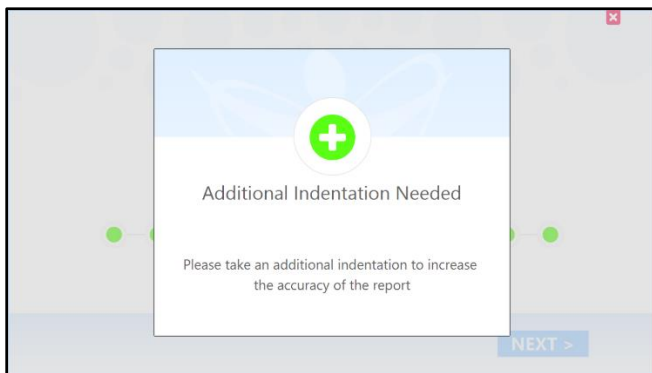 Additional Indentation Needed
Please take an additional indentation to increase
the accuracy of the report
NEXT >